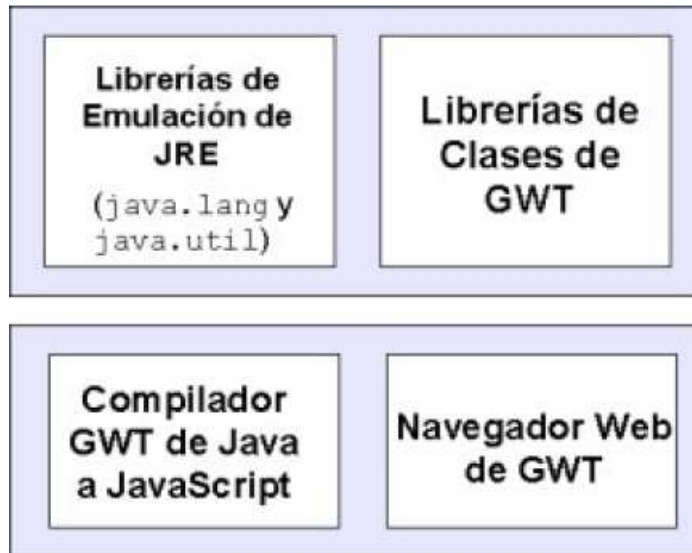 Librerías de
Emulación de
JRE
(java.lang y
java.util)
Librerías de
Clases de
GWT
Compilador
GWT de Java
a JavaScript
Navegador Web
de GWT